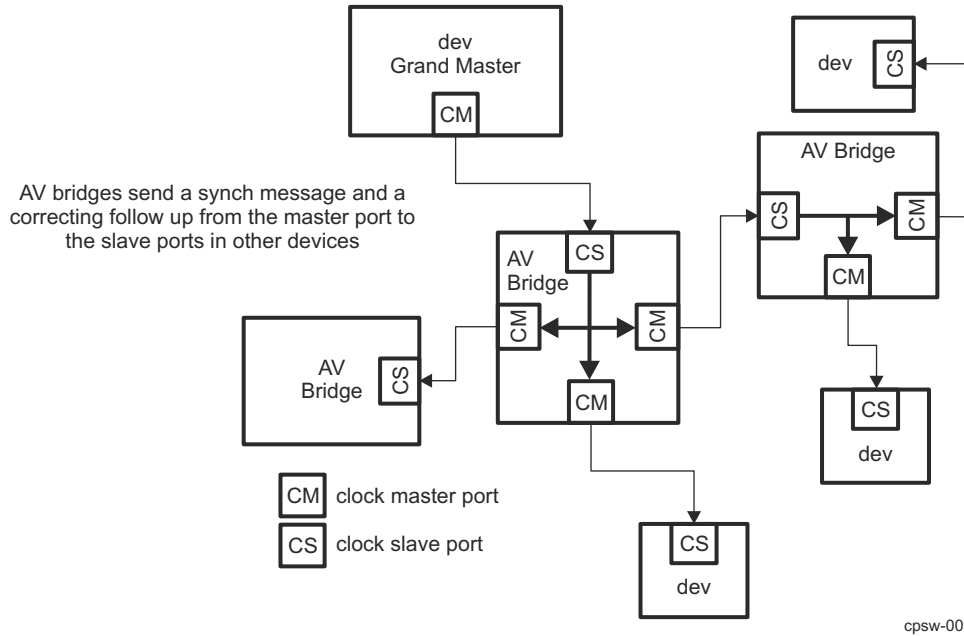 dev
Grand Master
CM
dev
CS
AV Bridge
CS
CM
CM
AV bridges send a synch message and a
correcting follow up from the master port to
the slave ports in other devices
CS
AV
Bridge
CM
CM
CM
AV
Bridge
CS
CS
dev
CM clock master port
CS clock slave port
CS
dev
cpsw-00